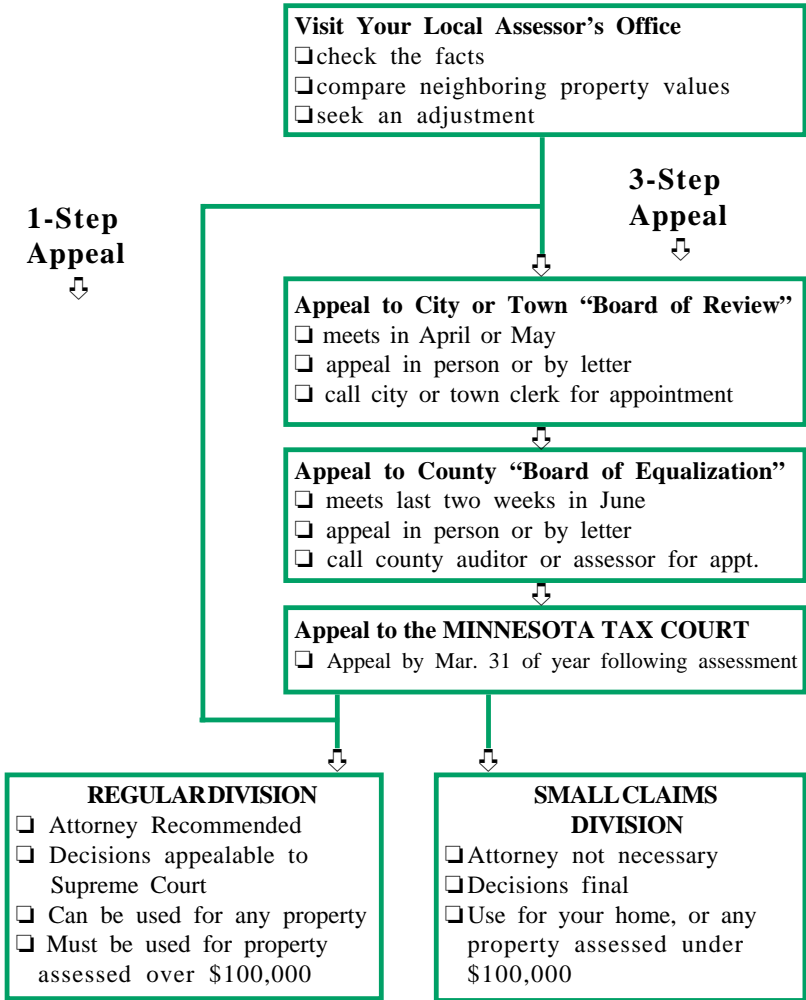 Visit Your Local Assessor's Office
❏check the facts
❏compare neighboring property values
❏seek an adjustment
1-Step
Appeal
3-Step
Appeal
Appeal to City or Town “Board of Review”
❏ meets in April or May
❏ appeal in person or by letter
❏ call city or town clerk for appointment
Appeal to County “Board of Equalization”
❏ meets last two weeks in June
❏ appeal in person or by letter
❏ call county auditor or assessor for appt.
Appeal to the MINNESOTA TAX COURT
❏ Appeal by Mar. 31 of year following assessment
REGULAR DIVISION
❏ Attorney Recommended
❏ Decisions appealable to
Supreme Court
❏ Can be used for any property
❏ Must be used for property
assessed over $100,000
SMALL CLAIMS
DIVISION
❏Attorney not necessary
❏Decisions final
❏Use for your home, or any
property assessed under
$100,000